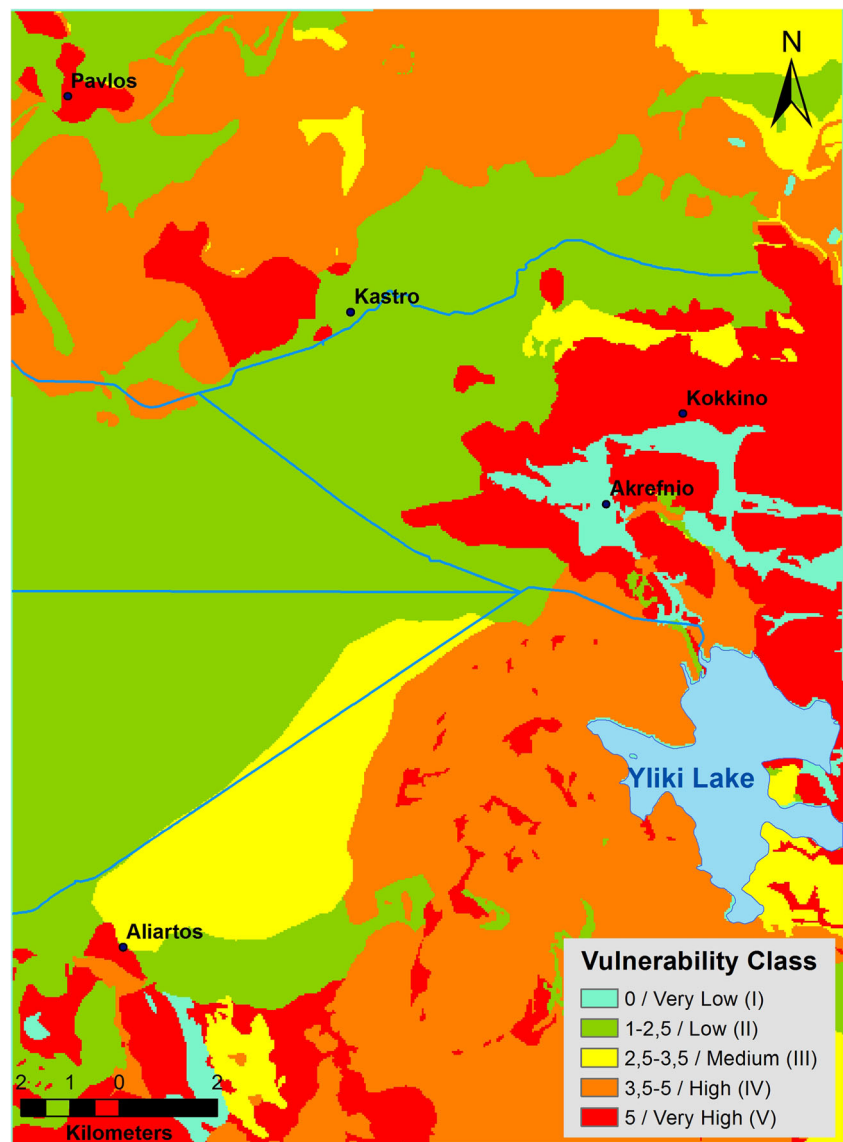 N
Pavlos
Kastro
Kokkino
Akrefnio
Yliki Lake
Aliartos
Vulnerability Class
0 / Very Low (I)
1-2,5 / Low (II)
2,5-3,5 / Medium (III)
3,5-5 / High (IV)
5 / Very High (V)
2 1 0 2
Kilometers